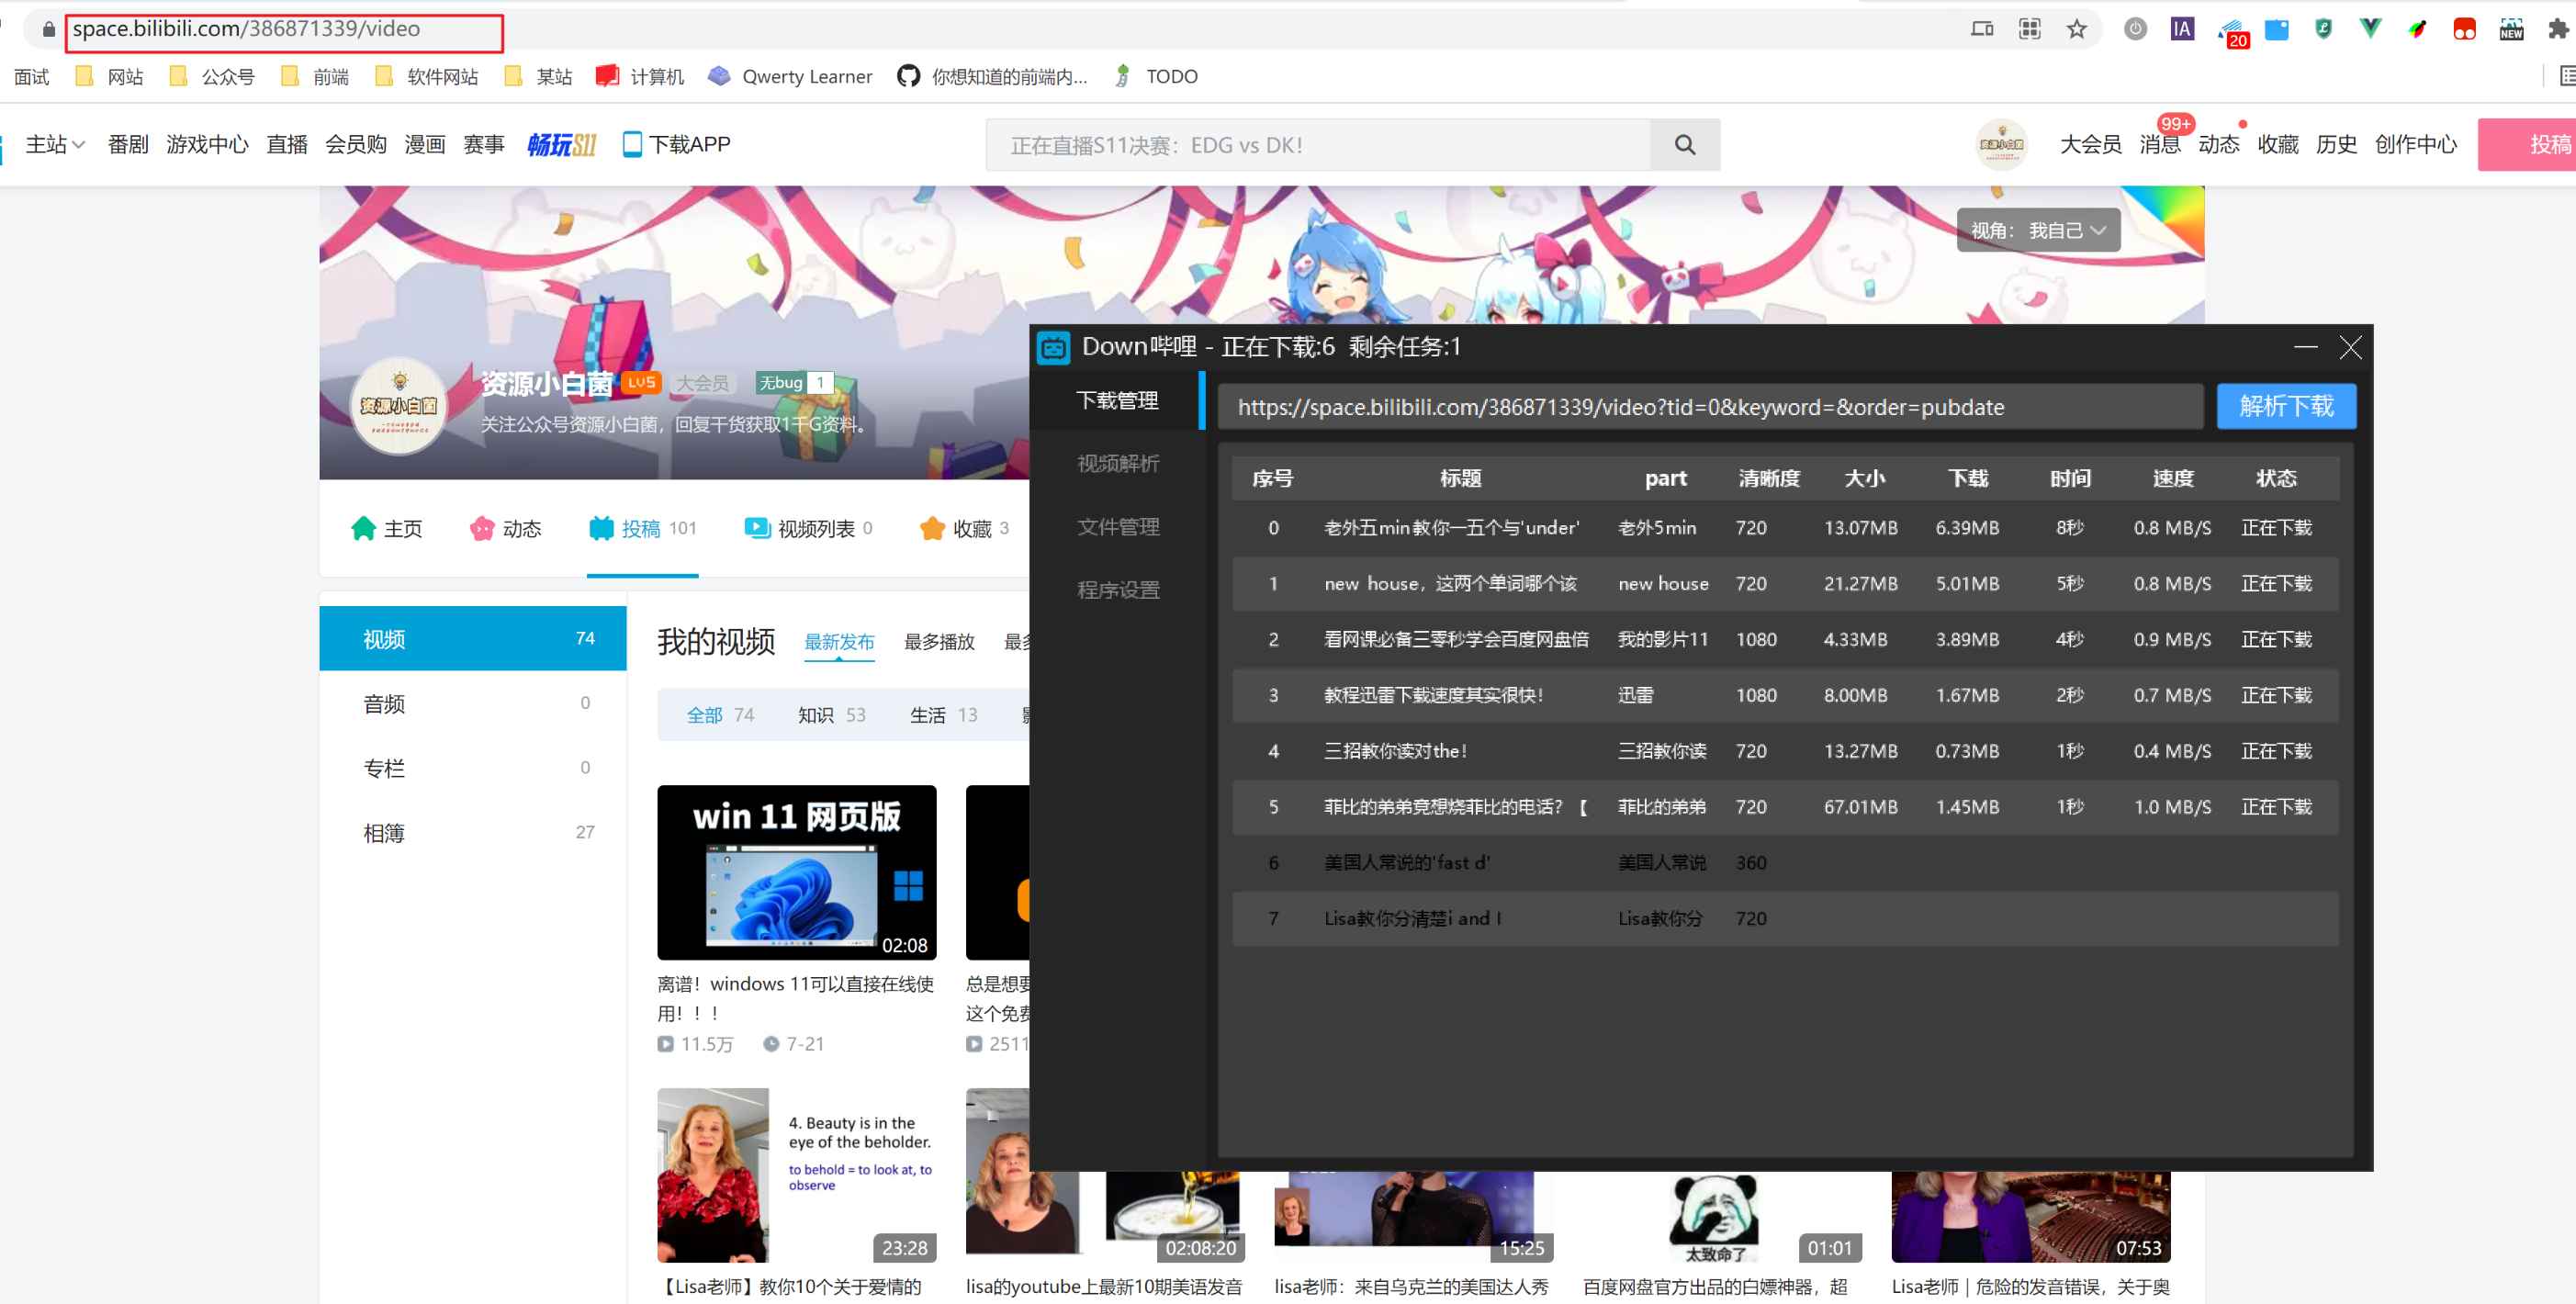 space.bilibili.com/386871339/video
IA 20 NEW
面试 网站 公众号 前端 软件网站 某站 计算机 Qwerty Learner 你想知道的前端内... TODO
主站 番剧 游戏中心 直播 会员购 漫画 赛事 畅玩S11 下载APP 正在直播S11决赛：EDG vs DK! 资源小白菌 大会员 消息 99+ 动态 收藏 历史 创作中心 投稿
视角： 我自己
资源小白菌 资源小白菌 LV5 大会员 无bug 1
关注公众号资源小白菌，回复干货获取1千G资料。
主页 动态 投稿 101 视频列表 0 收藏 3
视频 74
音频 0
专栏 0
相簿 27
我的视频 最新发布 最多播放 最多
全部 74 知识 53 生活 13
win 11 网页版
02:08
离谱！windows 11可以直接在线使
用！！！
11.5万 7-21
总是想要
这个免费
2511
Down哔哩 - 正在下载:6 剩余任务:1
下载管理
视频解析
文件管理
程序设置
https://space.bilibili.com/386871339/video?tid=0&keyword=&order=pubdate 解析下载
序号 标题 part 清晰度 大小 下载 时间 速度 状态
0 老外五min教你一五个与'under' 老外5min 720 13.07MB 6.39MB 8秒 0.8 MB/S 正在下载
1 new house，这两个单词哪个该 new house 720 21.27MB 5.01MB 5秒 0.8 MB/S 正在下载
2 看网课必备三零秒学会百度网盘倍 我的影片11 1080 4.33MB 3.89MB 4秒 0.9 MB/S 正在下载
3 教程迅雷下载速度其实很快！ 迅雷 1080 8.00MB 1.67MB 2秒 0.7 MB/S 正在下载
4 三招教你读对the！ 三招教你读 720 13.27MB 0.73MB 1秒 0.4 MB/S 正在下载
5 菲比的弟弟竟想烧菲比的电话？【 菲比的弟弟 720 67.01MB 1.45MB 1秒 1.0 MB/S 正在下载
6 美国人常说的'fast d' 美国人常说 360
7 Lisa教你分清楚i and I Lisa教你分 720
4. Beauty is in the
eye of the beholder.
to behold = to look at, to
observe
23:28
02:08:20
15:25
太致命了
01:01
07:53
【Lisa老师】教你10个关于爱情的
lisa的youtube上最新10期美语发音
lisa老师：来自乌克兰的美国达人秀
百度网盘官方出品的白嫖神器，超
Lisa老师 | 危险的发音错误，关于奥